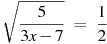 √(5/(3x - 7)) = 1/2